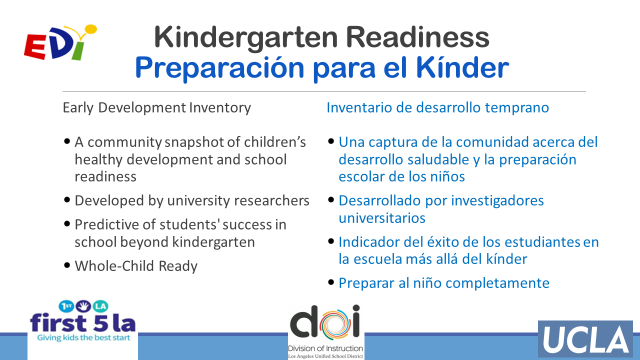 EDi
Kindergarten Readiness
Preparación para el Kínder
Early Development Inventory
• A community snapshot of children's
healthy development and school
readiness
• Developed by university researchers
• Predictive of students' success in
school beyond kindergarten
• Whole-Child Ready
Inventario de desarrollo temprano
• Una captura de la comunidad acerca del
desarrollo saludable y la preparación
escolar de los niños
• Desarrollado por investigadores
universitarios
• Indicador del éxito de los estudiantes en
la escuela más allá del kínder
• Preparar al niño completamente
1ST 5 LA
first 5 la
Giving kids the best start
doi
Division of Instruction
Los Angeles Unified School District
UCLA